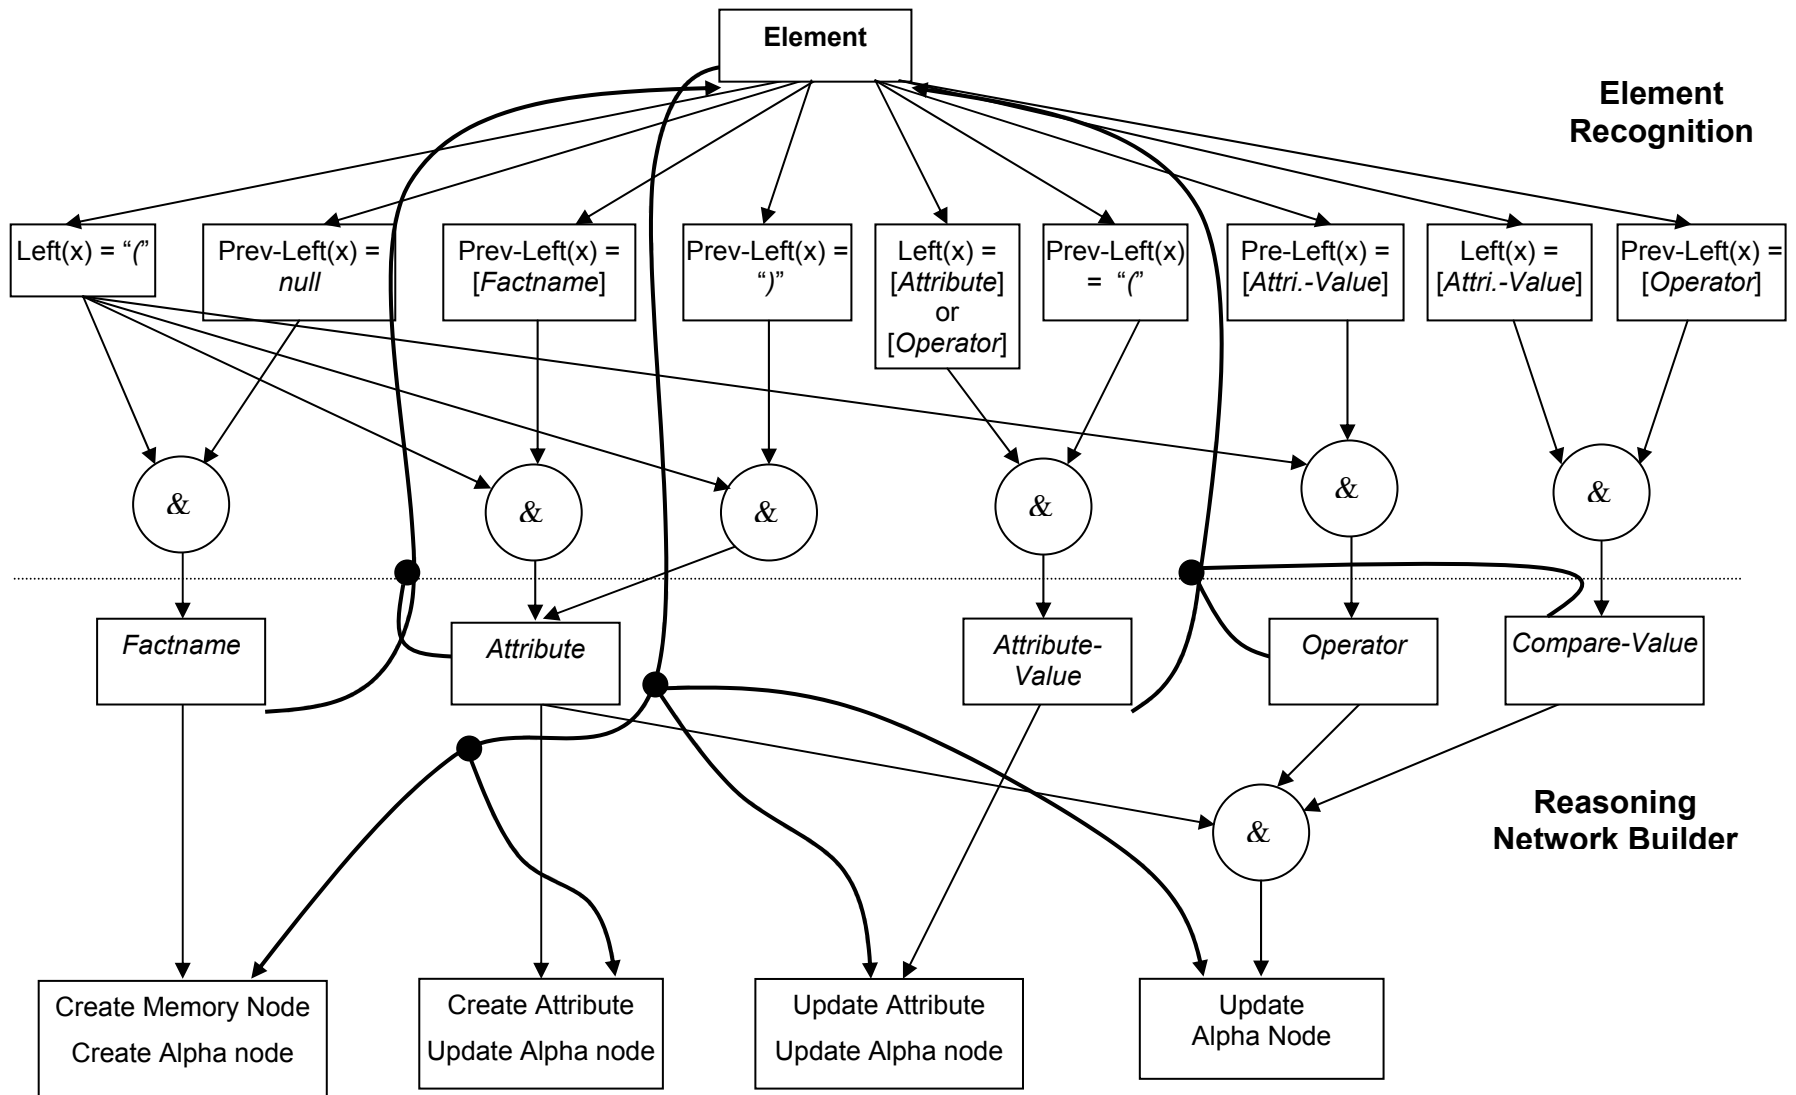 Element
Element
Recognition
Left(x) = “(”
Prev-Left(x) =
null
Prev-Left(x) =
[Factname]
Prev-Left(x) =
“)”
Left(x) =
[Attribute]
or
[Operator]
Prev-Left(x)
= “(”
Pre-Left(x) =
[Attri.-Value]
Left(x) =
[Attri.-Value]
Prev-Left(x) =
[Operator]
&
&
&
&
&
&
Factname
Attribute
Attribute-
Value
Operator
Compare-Value
&
Reasoning
Network Builder
Create Memory Node
Create Alpha node
Create Attribute
Update Alpha node
Update Attribute
Update Alpha node
Update
Alpha Node